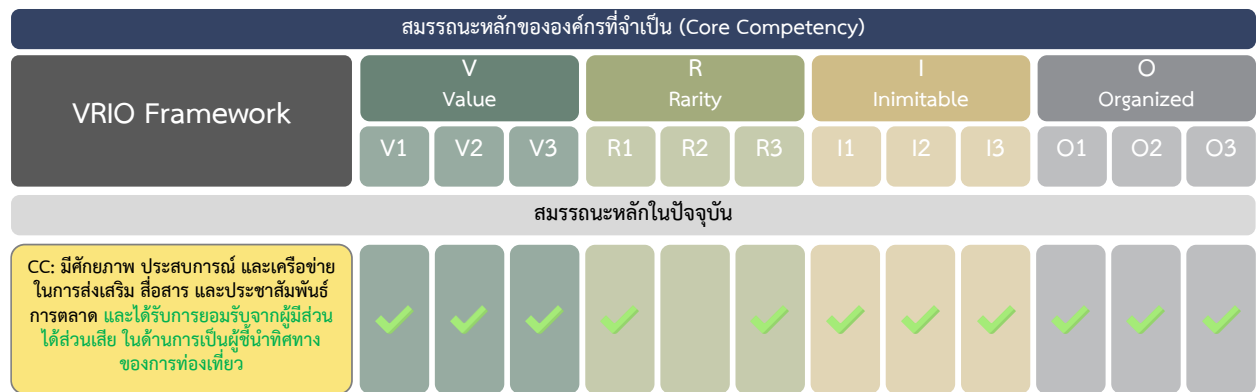 สมรรถนะหลักขององค์กรที่จำเป็น (Core Competency)
VRIO Framework
V
Value
R
Rarity
I
Inimitable
O
Organized
V1 V2 V3 R1 R2 R3 I1 I2 I3 O1 O2 O3
สมรรถนะหลักในปัจจุบัน
CC: มีศักยภาพ ประสบการณ์ และเครือข่าย
ในการส่งเสริม สื่อสาร และประชาสัมพันธ์
การตลาด และได้รับการยอมรับจากผู้มีส่วน
ได้ส่วนเสีย ในด้านการเป็นผู้ชี้นำทิศทาง
ของการท่องเที่ยว